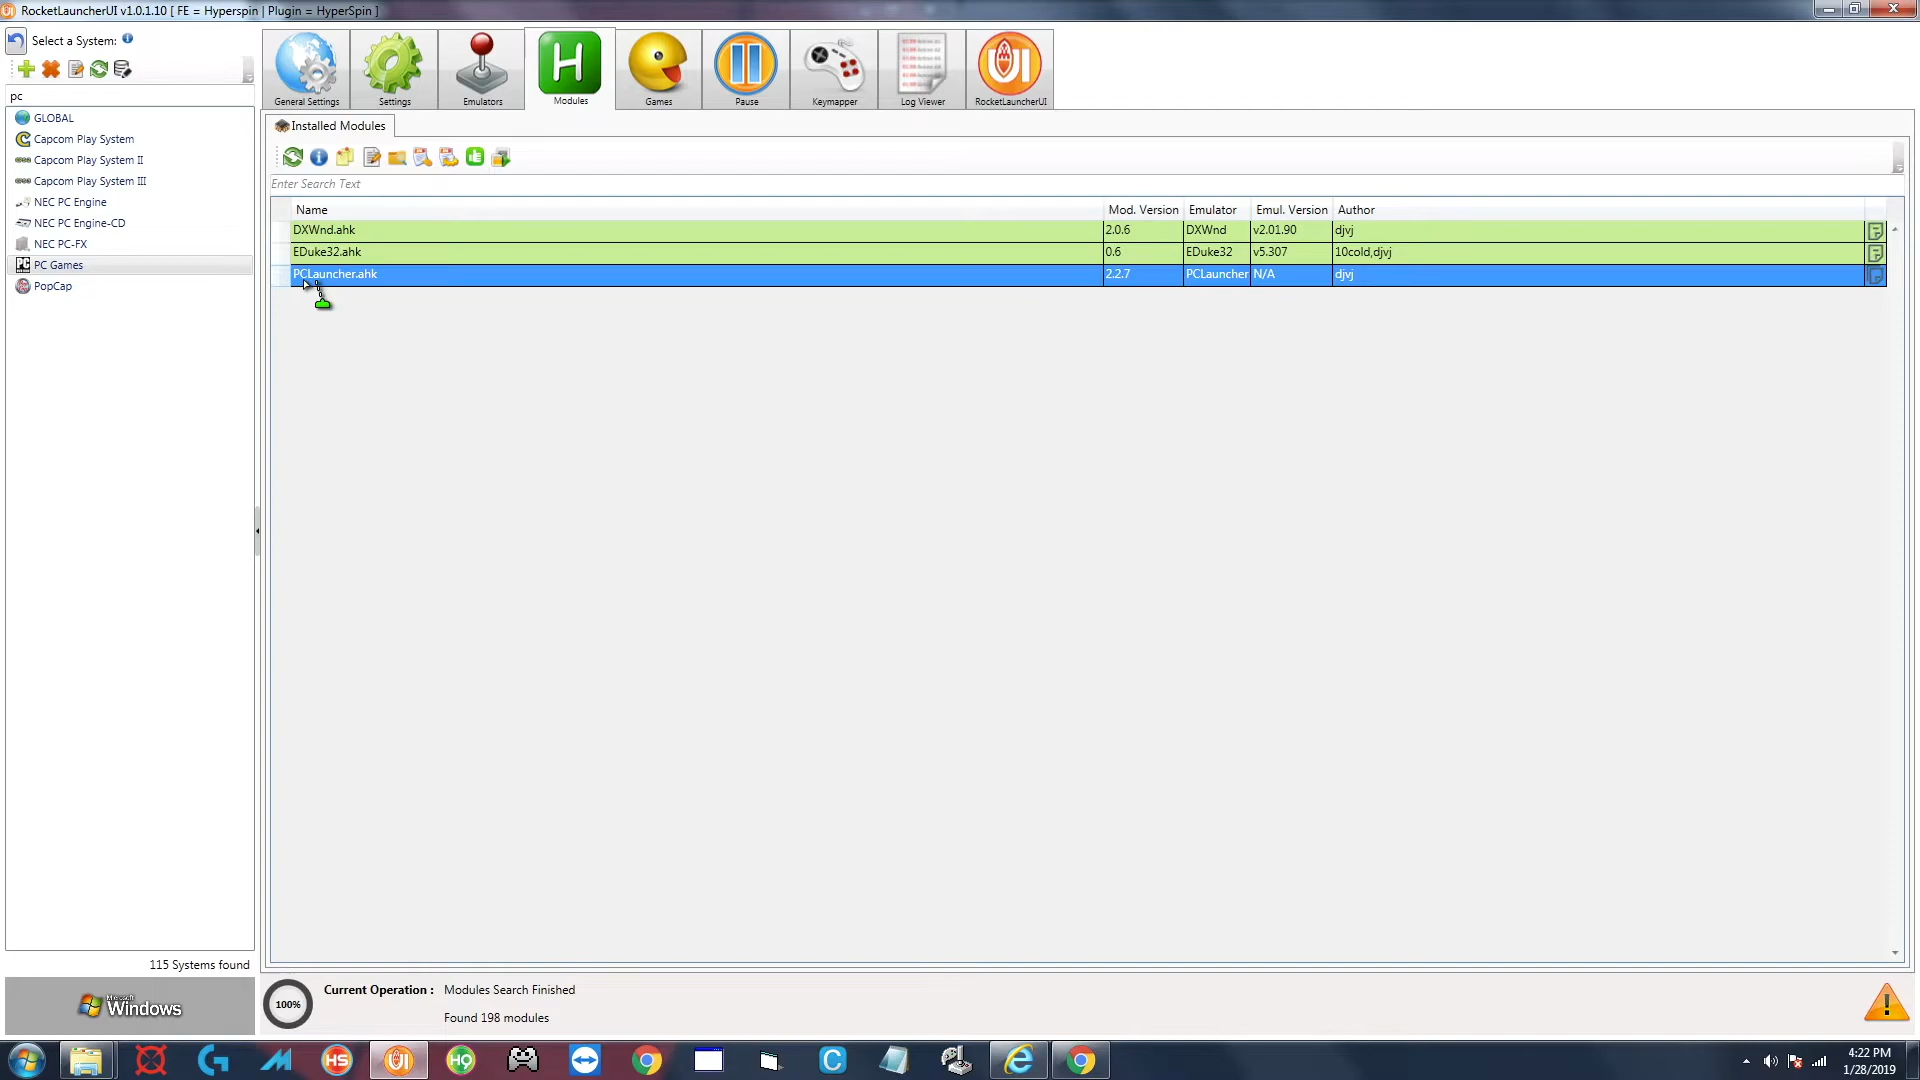 RocketLauncherUI v1.0.1.10 [ FE = Hyperspin | Plugin = HyperSpin ]
Select a System:
pc
GLOBAL
Capcom Play System
Capcom Play System II
Capcom Play System III
NEC PC Engine
NEC PC Engine-CD
NEC PC-FX
PC Games
PopCap
115 Systems found
Microsoft Windows
General Settings
Settings
Emulators
Modules
Games
Pause
Keymapper
Log Viewer
RocketLauncherUI
Installed Modules
Enter Search Text
Name Mod. Version Emulator Emul. Version Author
DXWnd.ahk 2.0.6 DXWnd v2.01.90 djvj
EDuke32.ahk 0.6 EDuke32 v5.307 10cold,djvj
PCLauncher.ahk 2.2.7 PCLauncher N/A djvj
100%
Current Operation : Modules Search Finished
Found 198 modules
4:22 PM
1/28/2019